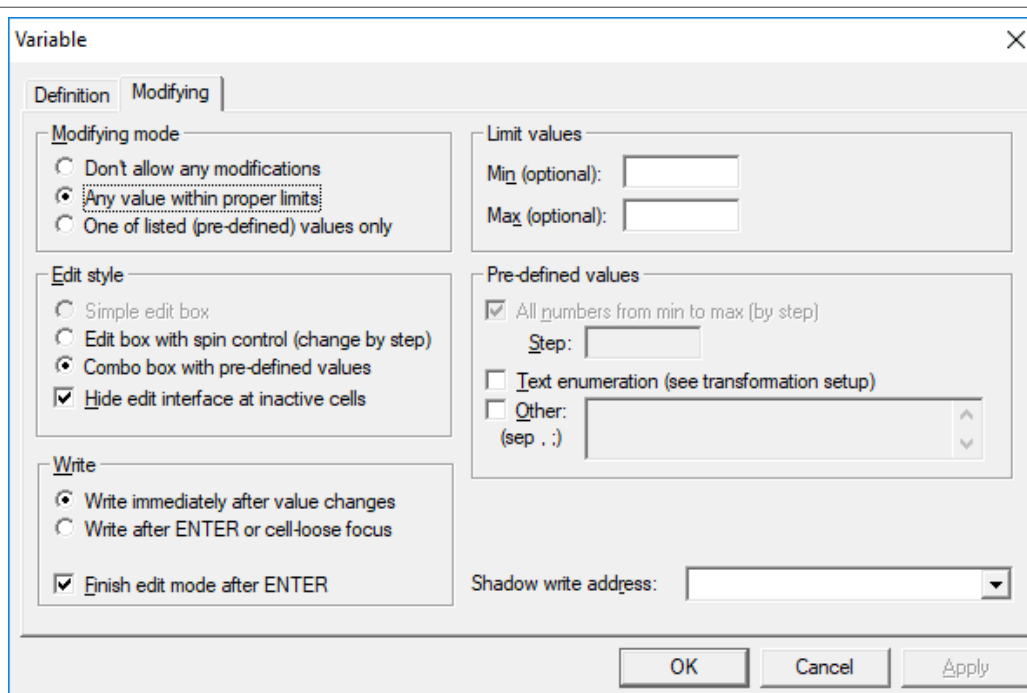 Variable
Definition
Modifying
Modifying mode
Don't allow any modifications
Any value within proper limits
One of listed (pre-defined) values only
Limit values
Min (optional):
Max (optional):
Edit style
Simple edit box
Edit box with spin control (change by step)
Combo box with pre-defined values
Hide edit interface at inactive cells
Pre-defined values
All numbers from min to max (by step)
Step:
Text enumeration (see transformation setup)
Other:
(sep , ;)
Write
Write immediately after value changes
Write after ENTER or cell-loose focus
Finish edit mode after ENTER
Shadow write address:
OK
Cancel
Apply